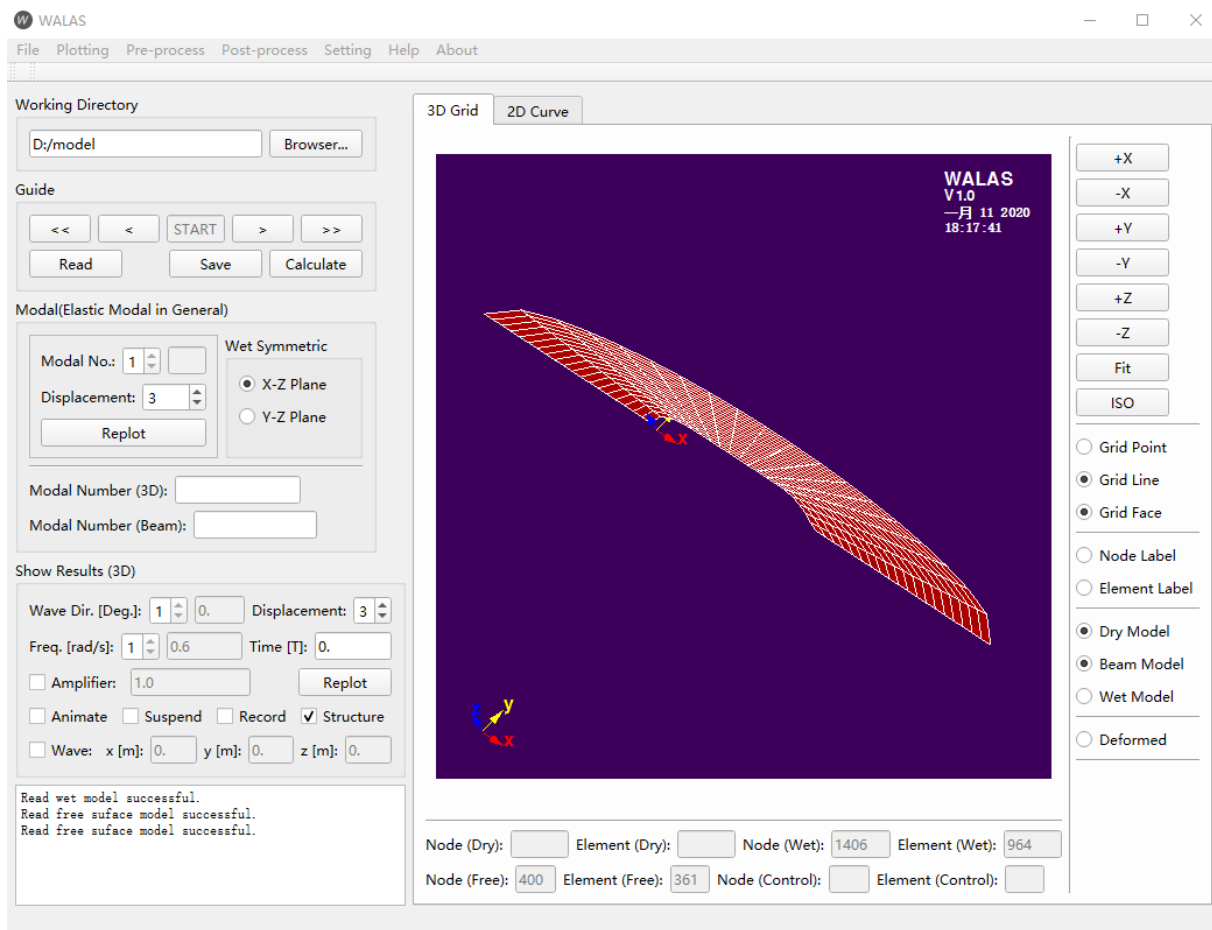 WALAS
File Plotting Pre-process Post-process Setting Help About
Working Directory
D:/model Browser...
Guide
<< < START > >>
Read Save Calculate
Modal(Elastic Modal in General)
Modal No.: 1
Displacement: 3
Replot
Wet Symmetric
X-Z Plane
Y-Z Plane
Modal Number (3D):
Modal Number (Beam):
Show Results (3D)
Wave Dir. [Deg.]: 1 0. Displacement: 3
Freq. [rad/s]: 1 0.6 Time [T]: 0.
Amplifier: 1.0 Replot
Animate Suspend Record Structure
Wave: x [m]: 0. y [m]: 0. z [m]: 0.
Read wet model successful.
Read free suface model successful.
Read free suface model successful.
3D Grid 2D Curve
WALAS
V 1.0
一月 11 2020
18:17:41
X
z y
X
+X
-X
+Y
-Y
+Z
-Z
Fit
ISO
Grid Point
Grid Line
Grid Face
Node Label
Element Label
Dry Model
Beam Model
Wet Model
Deformed
Node (Dry): Element (Dry): Node (Wet): 1406 Element (Wet): 964
Node (Free): 400 Element (Free): 361 Node (Control): Element (Control):